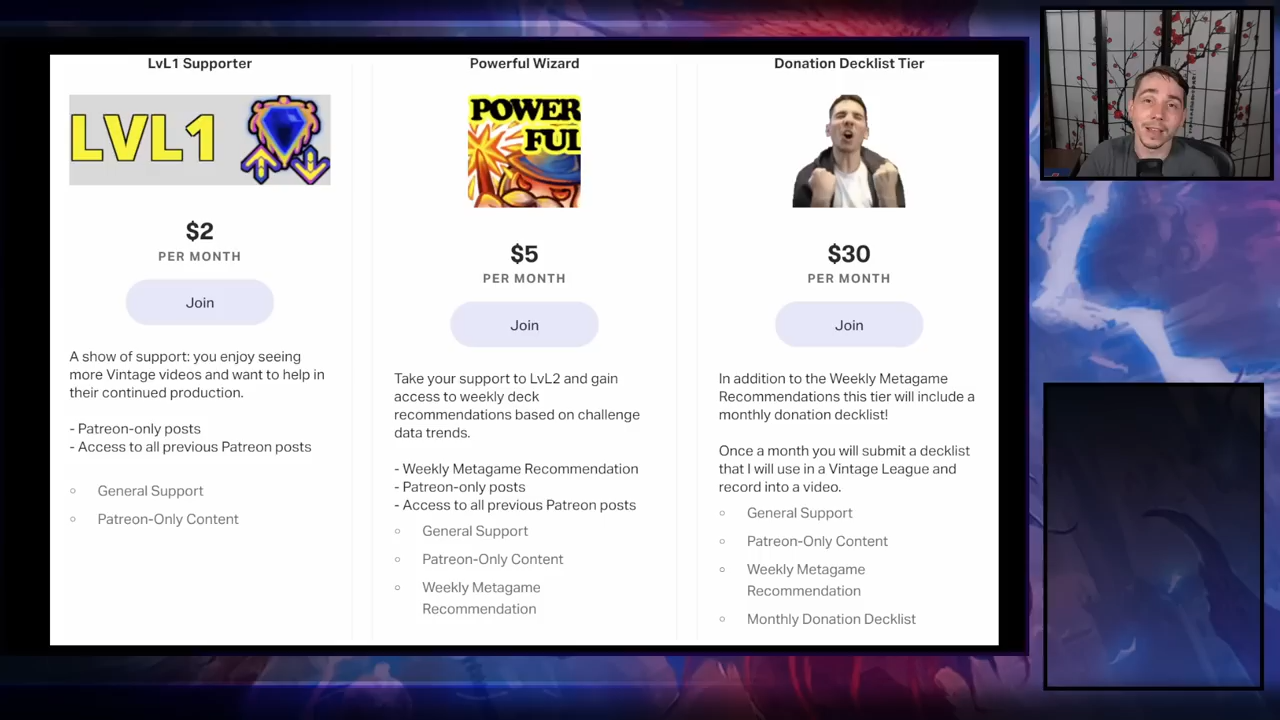 LvL1 Supporter
LVL1
$2
PER MONTH
Join
A show of support: you enjoy seeing
more Vintage videos and want to help in
their continued production.
- Patreon-only posts
- Access to all previous Patreon posts
General Support
Patreon-Only Content
Powerful Wizard
POWER
FUL
$5
PER MONTH
Join
Take your support to LvL2 and gain
access to weekly deck
recommendations based on challenge
data trends.
- Weekly Metagame Recommendation
- Patreon-only posts
- Access to all previous Patreon posts
General Support
Patreon-Only Content
Weekly Metagame
Recommendation
Donation Decklist Tier
$30
PER MONTH
Join
In addition to the Weekly Metagame
Recommendations this tier will include a
monthly donation decklist!
Once a month you will submit a decklist
that I will use in a Vintage League and
record into a video.
General Support
Patreon-Only Content
Weekly Metagame
Recommendation
Monthly Donation Decklist